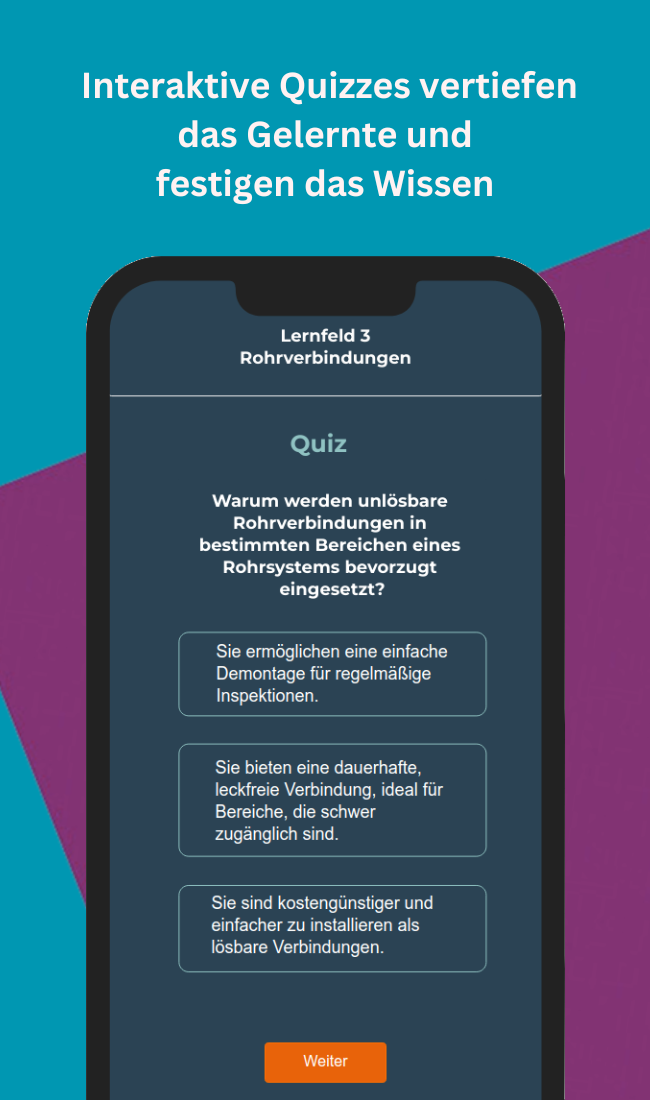 Interaktive Quizzes vertiefen
das Gelernte und
festigen das Wissen
Lernfeld 3
Rohrverbindungen
Quiz
Warum werden unlösbare
Rohrverbindungen in
bestimmten Bereichen eines
Rohrsystems bevorzugt
eingesetzt?
Sie ermöglichen eine einfache
Demontage für regelmäßige
Inspektionen.
Sie bieten eine dauerhafte,
leckfreie Verbindung, ideal für
Bereiche, die schwer
zugänglich sind.
Sie sind kostengünstiger und
einfacher zu installieren als
lösbare Verbindungen.
Weiter